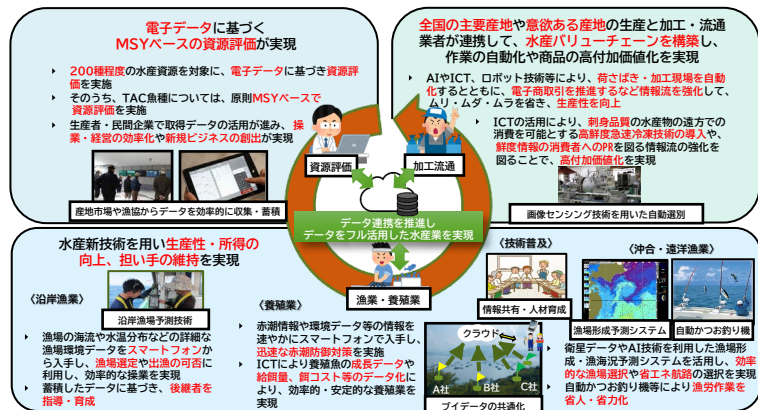 電子データに基づく
MSYベースの資源評価が実現
・ 200種程度の水産資源を対象に、電子データに基づき資源評
価を実施
・ そのうち、TAC魚種については、原則MSYベースで
資源評価を実施
・ 生産者・民間企業で取得データの活用が進み、操
業・経営の効率化や新規ビジネスの創出が実現
産地市場や漁協からデータを効率的に収集・蓄積
全国の主要産地や意欲ある産地の生産と加工・流通
業者が連携して、水産バリューチェーンを構築し、
作業の自動化や商品の高付加価値化を実現
・ AIやICT、ロボット技術等により、荷さばき・加工現場を自動
化するとともに、電子商取引を推進するなど情報流を強化して、
ムリ・ムダ・ムラを省き、生産性を向上
・ ICTの活用により、刺身品質の水産物の遠方での
消費を可能とする高鮮度急速冷凍技術の導入や、
鮮度情報の消費者へのPRを図る情報流の強化を
図ることで、高付加価値化を実現
画像センシング技術を用いた自動選別
資源評価
加工流通
データ連携を推進し
データをフル活用した水産業を実現
漁業・養殖業
水産新技術を用い生産性・所得の
向上、担い手の維持を実現
〈沿岸漁業〉
沿岸漁場予測技術
・ 漁場の海流や水温分布などの詳細な
漁場環境データをスマートフォンか
ら入手し、漁場選定や出漁の可否に
利用し、効率的な操業を実現
・ 蓄積したデータに基づき、後継者を
指導・育成
〈養殖業〉
・ 赤潮情報や環境データ等の情報を
速やかにスマートフォンで入手し、
迅速な赤潮防御対策を実施
・ ICTにより養殖魚の成長データや
給餌量、餌コスト等のデータ化に
より、効率的・安定的な養殖業を
実現
〈技術普及〉
情報共有・人材育成
クラウド
A社
B社
C社
ブイデータの共通化
〈沖合・遠洋漁業〉
漁場形成予測システム
自動かつお釣り機
・ 衛星データやAI技術を利用した漁場形
成・漁海況予測システムを活用し、効率
的な漁場選択や省エネ航路の選択を実現
・ 自動かつお釣り機等により漁労作業を
省人・省力化